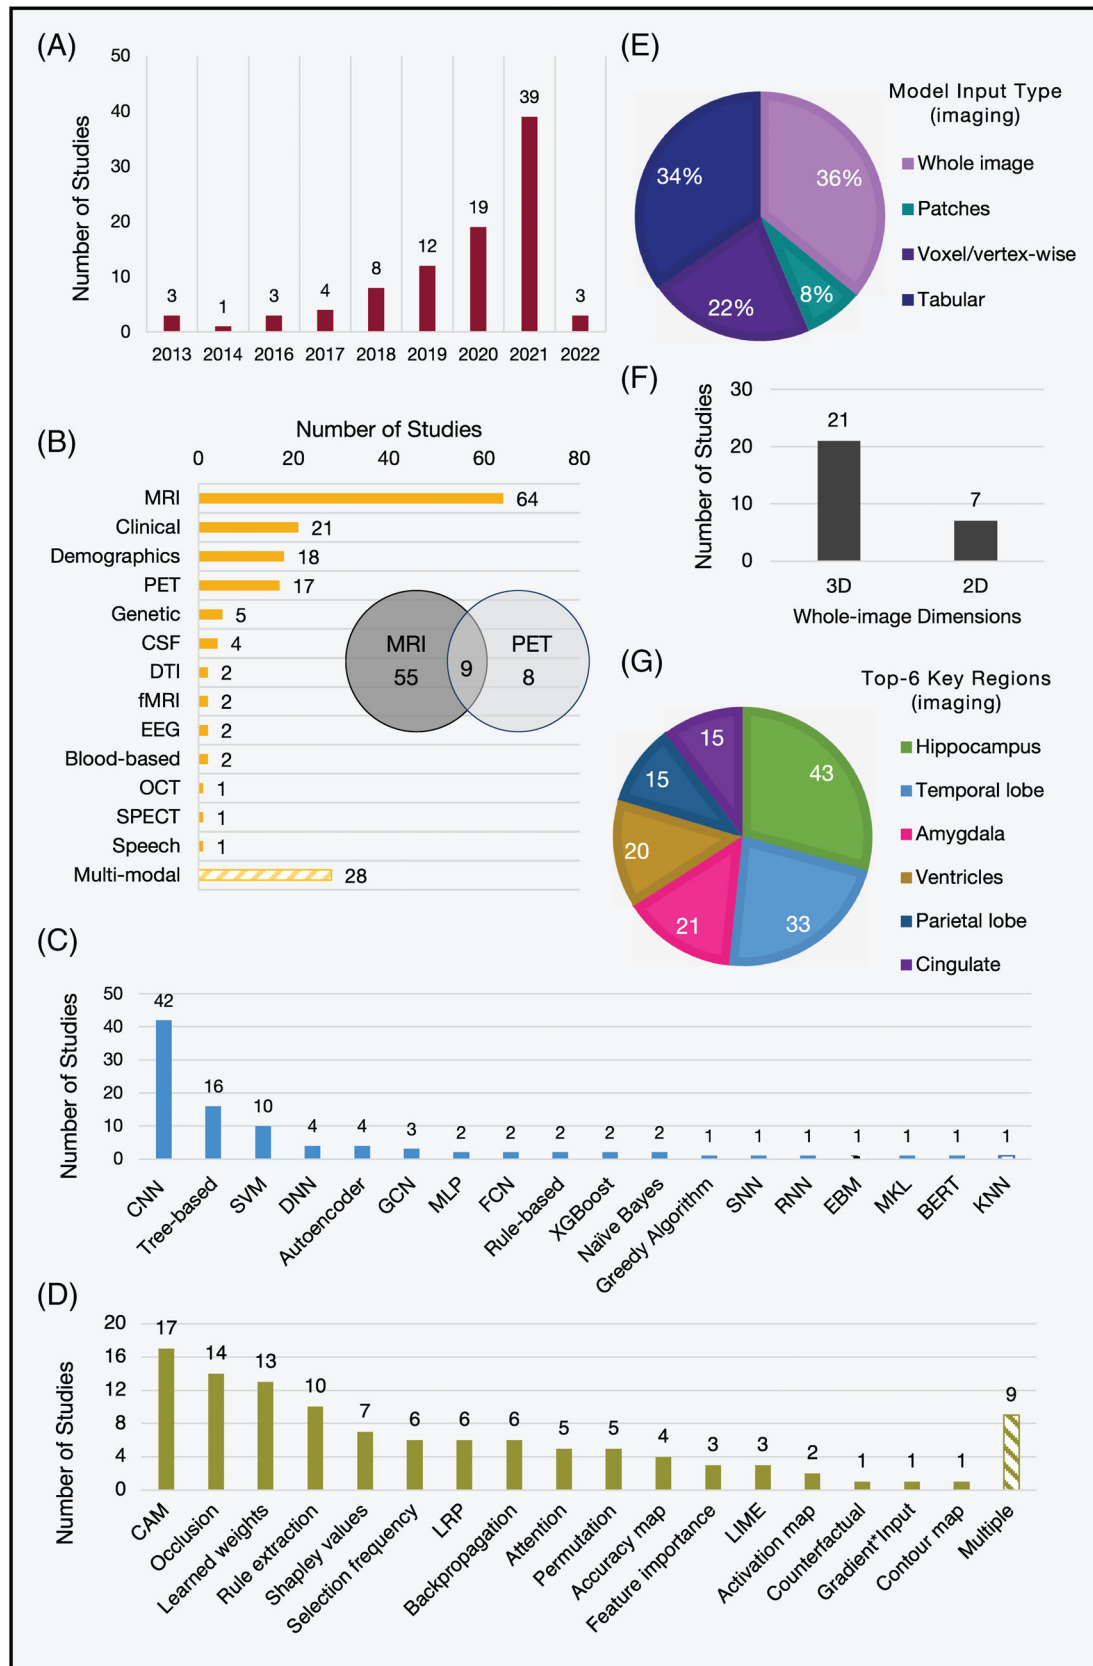 (A)
Number of Studies
50
40
30
20
10
0
3
1
3
4
8
12
19
39
3
2013 2014 2016 2017 2018 2019 2020 2021 2022
(B)
Number of Studies
0 20 40 60 80
MRI 64
Clinical 21
Demographics 18
PET 17
Genetic 5
CSF 4
DTI 2
fMRI 2
EEG 2
Blood-based 2
OCT 1
SPECT 1
Speech 1
Multi-modal 28
MRI PET
55 9 8
(C)
Number of Studies
50
40
30
20
10
0
42 16 10 4 4 3 2 2 2 2 2 1 1 1 1 1 1 1
CNN
Tree-based
SVM
DNN
Autoencoder
GCN
MLP
FCN
Rule-based
XGBoost
Naïve Bayes
Greedy Algorithm
SNN
RNN
EBM
MKL
BERT
KNN
(D)
Number of Studies
20
16
12
8
4
0
17 14 13 10 7 6 6 6 5 5 4 3 3 2 1 1 1 9
CAM
Occlusion
Learned weights
Rule extraction
Shapley values
Selection frequency
LRP
Backpropagation
Attention
Permutation
Accuracy map
Feature importance
LIME
Activation map
Counterfactual
Gradient*Input
Contour map
Multiple
(E)
Model Input Type
(imaging)
34%
36%
22%
8%
Whole image
Patches
Voxel/vertex-wise
Tabular
(F)
Number of Studies
30
20
10
0
21
7
3D 2D
Whole-image Dimensions
(G)
Top-6 Key Regions
(imaging)
15
43
15
20
21
33
Hippocampus
Temporal lobe
Amygdala
Ventricles
Parietal lobe
Cingulate